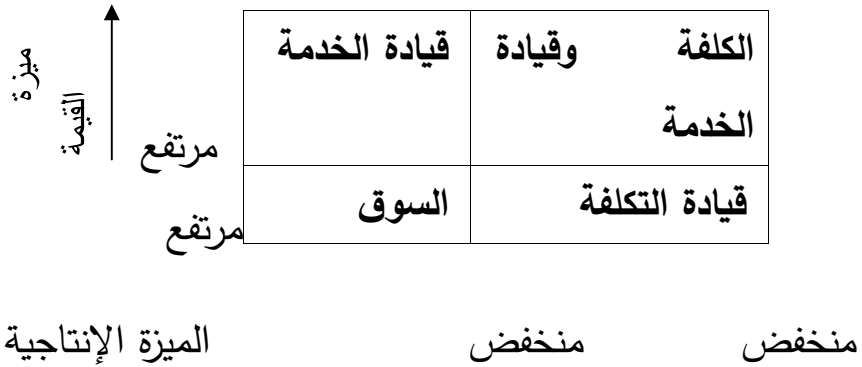 الكلفة وقيادة
الخدمة
قيادة الخدمة
ميزة
القيمة
مرتفع
قيادة التكلفة
السوق
مرتفع
منخفض
منخفض
الميزة الإنتاجية